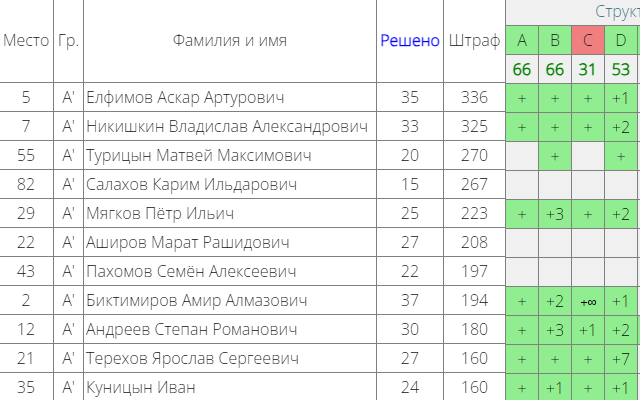 Структ
Место Гр. Фамилия и имя Решено Штраф A B C D
66 66 31 53
5 A' Елфимов Аскар Артурович 35 336 + + + +1
7 A' Никишкин Владислав Александрович 33 325 + + + +2
55 A' Турицын Матвей Максимович 20 270 + +
82 A' Салахов Карим Ильдарович 15 267
29 A' Мягков Пётр Ильич 25 223 + +3 + +2
22 A' Аширов Марат Рашидович 27 208
43 A' Пахомов Семён Алексеевич 22 197
2 A' Биктимиров Амир Алмазович 37 194 + +2 +∞ +1
12 A' Андреев Степан Романович 30 180 + +3 +1 +2
21 A' Терехов Ярослав Сергеевич 27 160 + + + +7
35 A' Куницын Иван 24 160 + +1 + +1